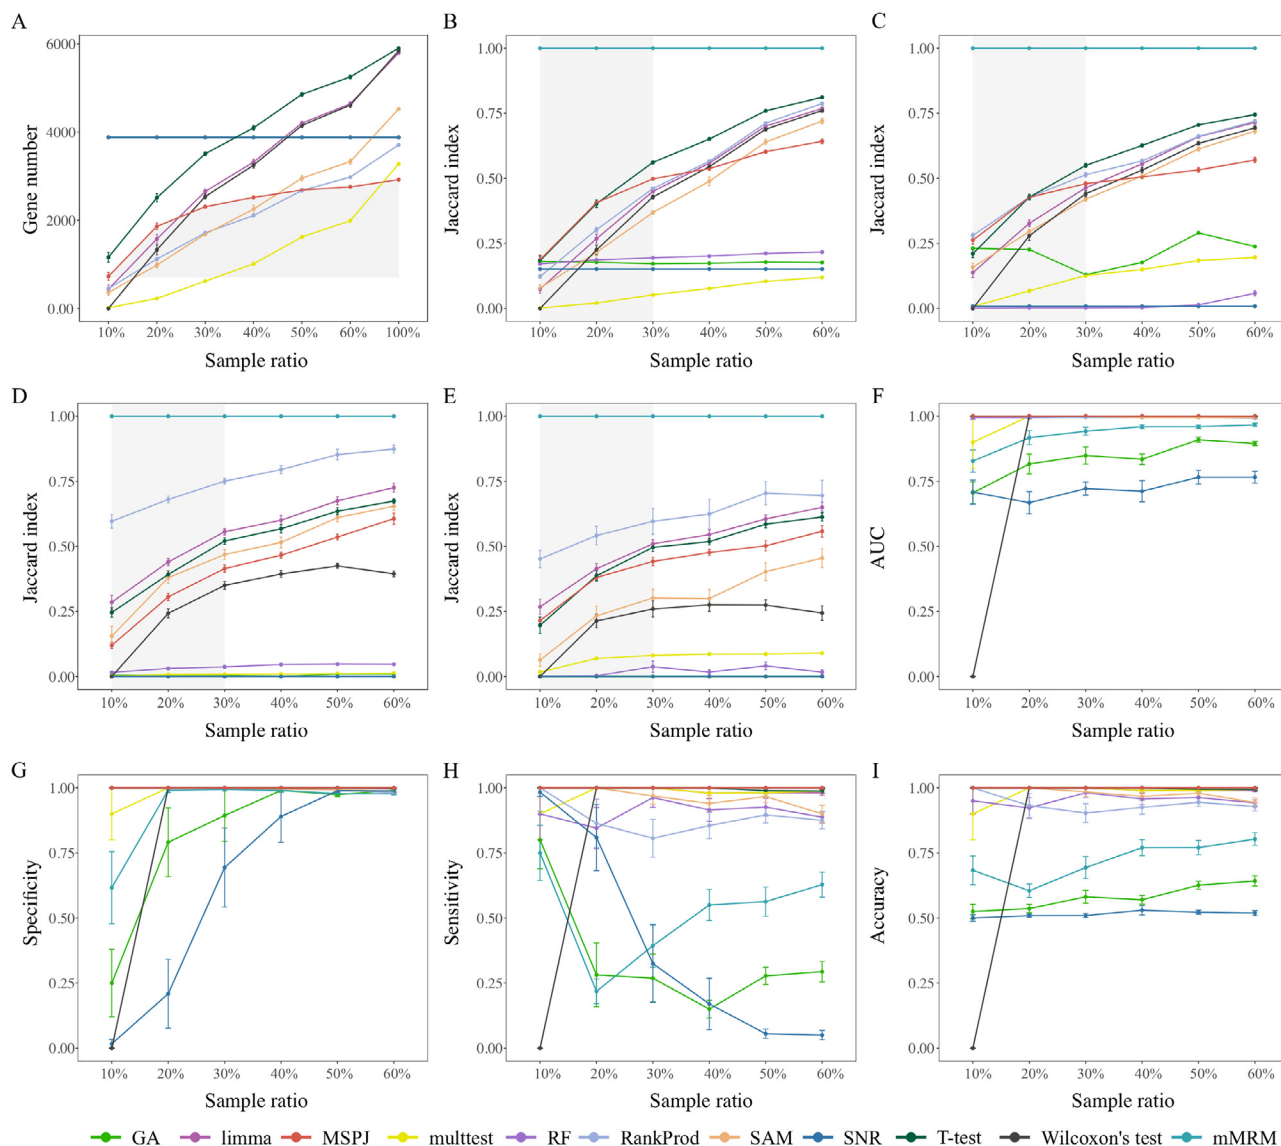 A
Gene number
6000
4000
2000
0.00
10% 20% 30% 40% 50% 60% 100%
Sample ratio
B
Jaccard index
1.00
0.75
0.50
0.25
0.00
10% 20% 30% 40% 50% 60%
Sample ratio
C
Jaccard index
1.00
0.75
0.50
0.25
0.00
10% 20% 30% 40% 50% 60%
Sample ratio
D
Jaccard index
1.00
0.75
0.50
0.25
0.00
10% 20% 30% 40% 50% 60%
Sample ratio
E
Jaccard index
1.00
0.75
0.50
0.25
0.00
10% 20% 30% 40% 50% 60%
Sample ratio
F
AUC
1.00
0.75
0.50
0.25
0.00
10% 20% 30% 40% 50% 60%
Sample ratio
G
Specificity
1.00
0.75
0.50
0.25
0.00
10% 20% 30% 40% 50% 60%
Sample ratio
H
Sensitivity
1.00
0.75
0.50
0.25
0.00
10% 20% 30% 40% 50% 60%
Sample ratio
I
Accuracy
1.00
0.75
0.50
0.25
0.00
10% 20% 30% 40% 50% 60%
Sample ratio
GA limma MSPJ multtest RF RankProd SAM SNR T-test Wilcoxon's test mMRM